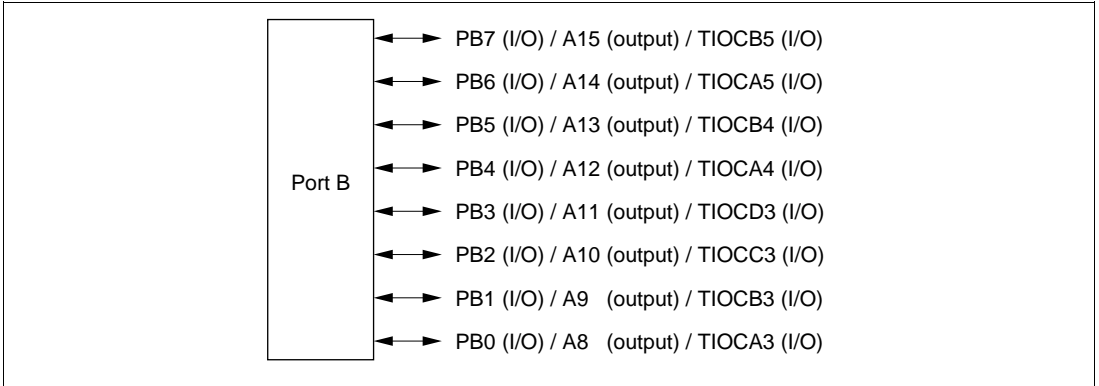 PB7 (I/O) / A15 (output) / TIOCB5 (I/O)
PB6 (I/O) / A14 (output) / TIOCA5 (I/O)
PB5 (I/O) / A13 (output) / TIOCB4 (I/O)
PB4 (I/O) / A12 (output) / TIOCA4 (I/O)
Port B
PB3 (I/O) / A11 (output) / TIOCD3 (I/O)
PB2 (I/O) / A10 (output) / TIOCC3 (I/O)
PB1 (I/O) / A9 (output) / TIOCB3 (I/O)
PB0 (I/O) / A8 (output) / TIOCA3 (I/O)